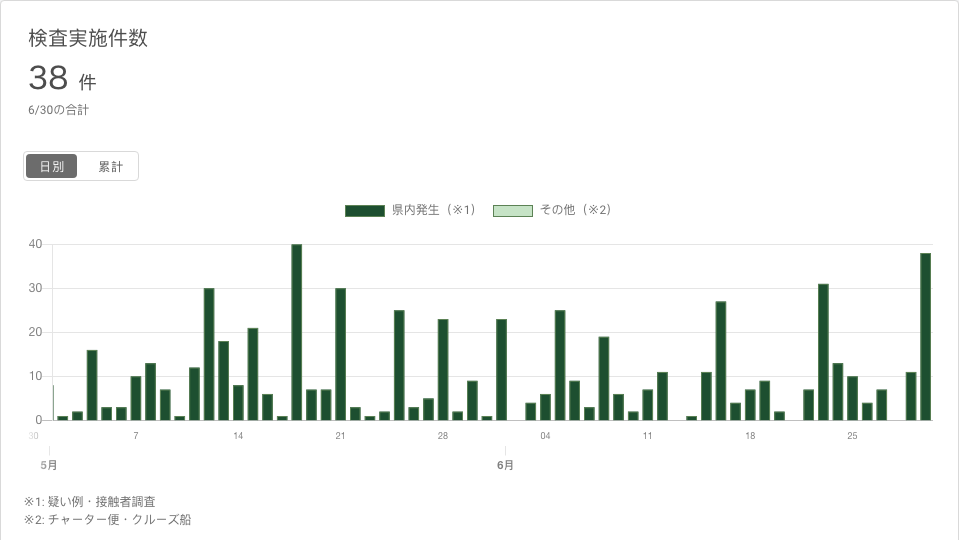 検査実施件数
38 件
6/30の合計
日別 累計
県内発生（※1） その他（※2）
40
30
20
10
0
30 7 14 21 28 04 11 18 25
5月 6月
※1: 疑い例・接触者調査
※2: チャーター便・クルーズ船